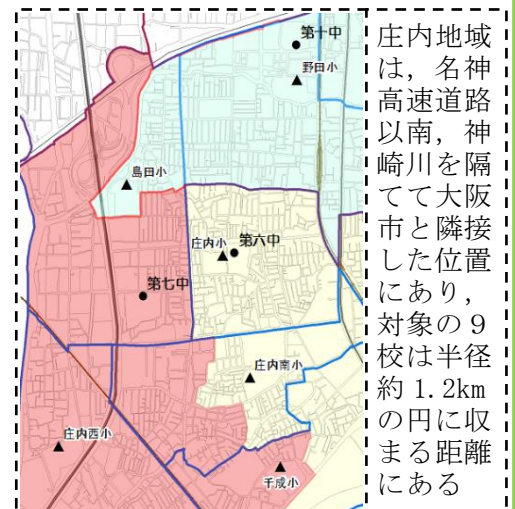 第十中
野田小
島田小
庄内小
第六中
第七中
庄内南小
庄内西小
千成小
庄内地域
は，名神
高速道路
以南，神
崎川を隔
てて大阪
市と隣接
した位置
にあり，
対象の９
校は半径
約 1.2km
の円に収
まる距離
にある